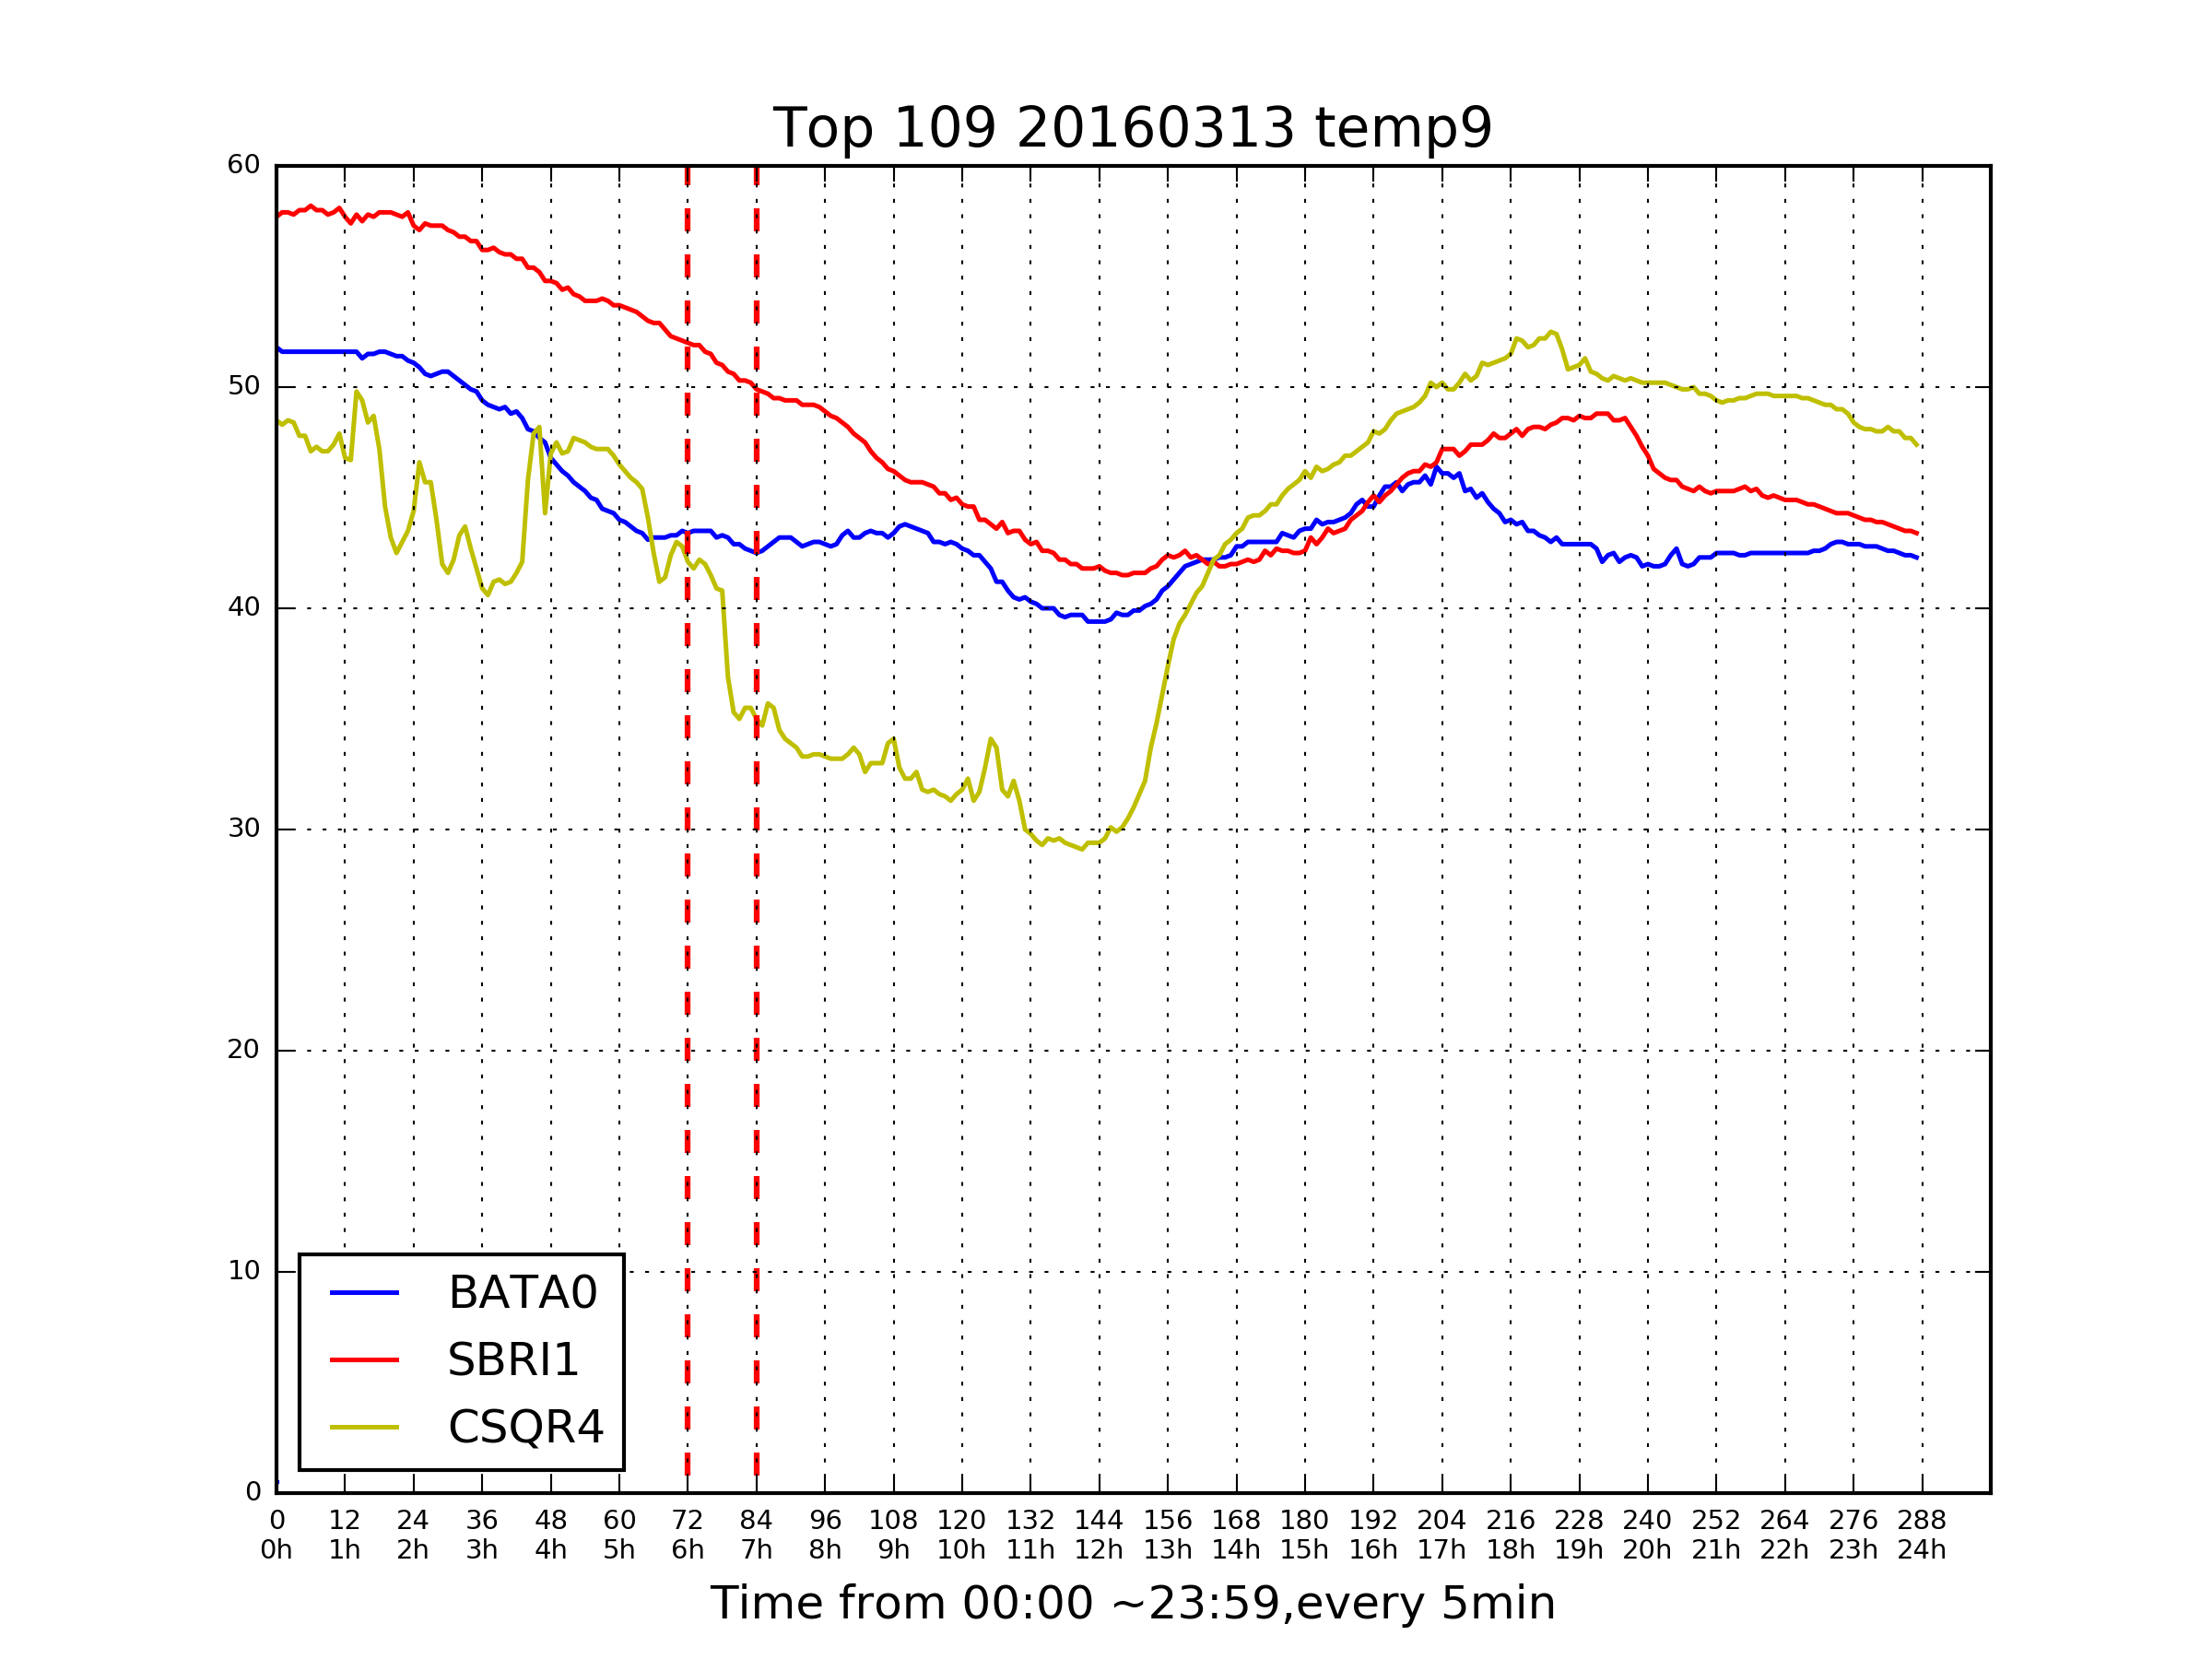 Top 109 20160313 temp9
60
50
40
30
20
10
0
BATA0
SBRI1
CSQR4
0 12 24 36 48 60 72 84 96 108 120 132 144 156 168 180 192 204 216 228 240 252 264 276 288
0h 1h 2h 3h 4h 5h 6h 7h 8h 9h 10h 11h 12h 13h 14h 15h 16h 17h 18h 19h 20h 21h 22h 23h 24h
Time from 00:00 ~23:59,every 5min